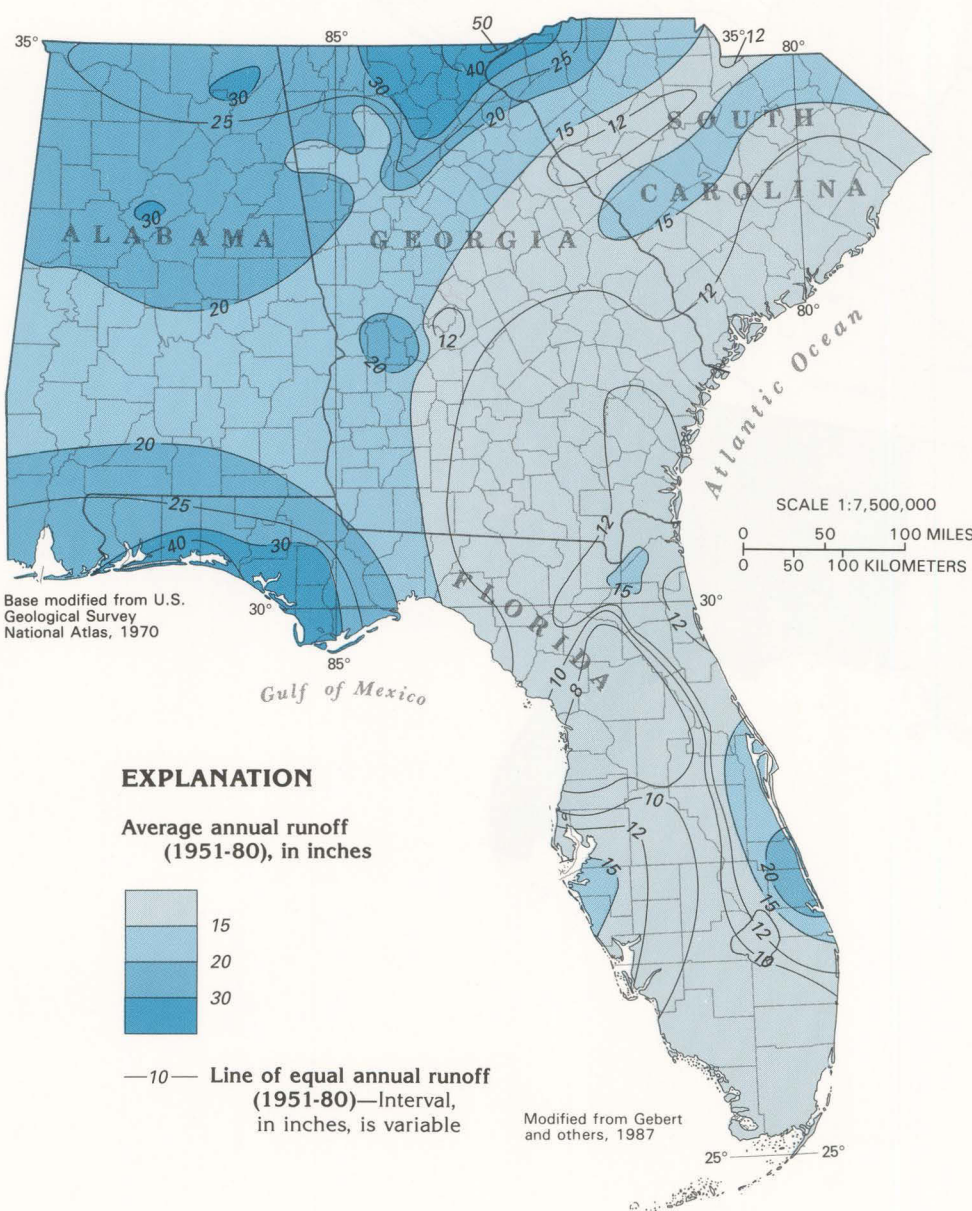 50
35°
85°
35°
12
80°
40
25
30
30
20
25
15
12
SOUTH
CAROLINA
15
30
ALABAMA
GEORGIA
20
12
80°
12
20
Atlantic Ocean
20
SCALE 1:7,500,000
0 50 100 MILES
0 50 100 KILOMETERS
25
40
30
12
15
FLORIDA
30°
12
Base modified from U.S.
Geological Survey
National Atlas, 1970
30°
85°
Gulf of Mexico
10
8
EXPLANATION
Average annual runoff
(1951-80), in inches
15
20
30
10
12
15
20
15
12
10
—10— Line of equal annual runoff
(1951-80)—Interval,
in inches, is variable
Modified from Gebert
and others, 1987
25°
25°